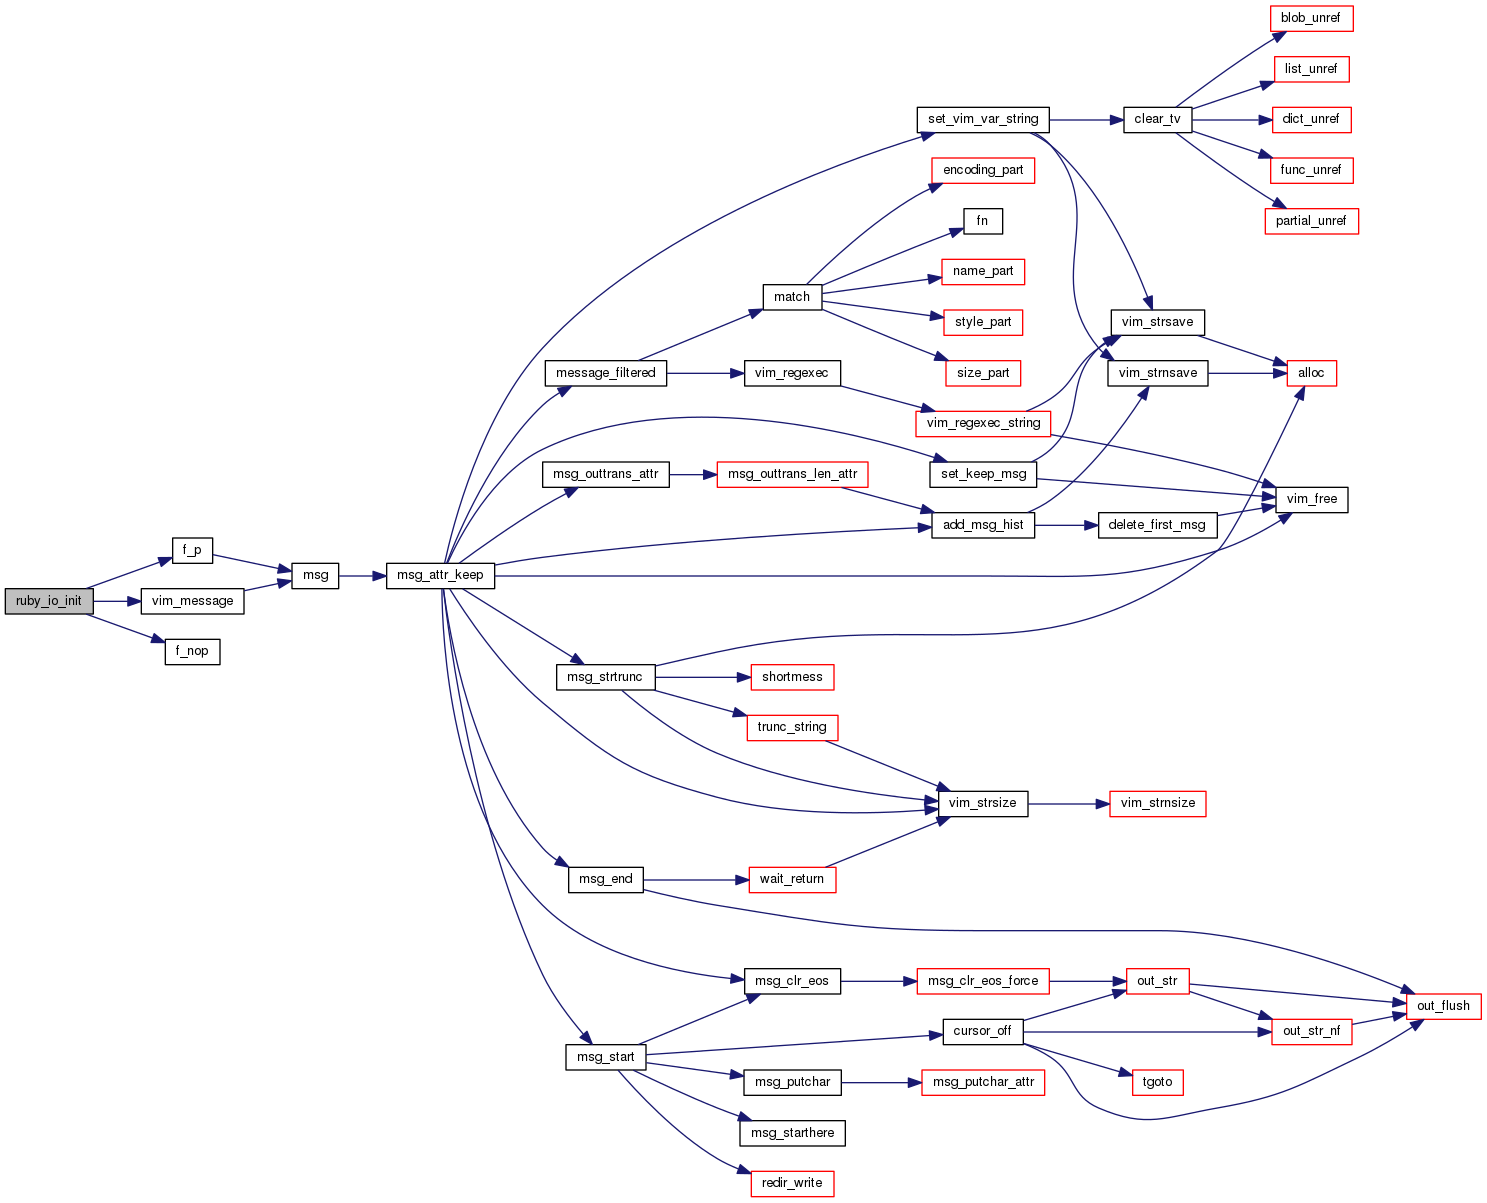 blob_unref
list_unref
set_vim_var_string
clear_tv
dict_unref
encoding_part
func_unref
fn
partial_unref
name_part
match
style_part
vim_strsave
message_filtered
vim_regexec
size_part
vim_strnsave
alloc
vim_regexec_string
msg_outtrans_attr
msg_outtrans_len_attr
set_keep_msg
vim_free
add_msg_hist
delete_first_msg
f_p
msg
msg_attr_keep
ruby_io_init
vim_message
f_nop
msg_strtrunc
shortmess
trunc_string
vim_strsize
vim_strnsize
msg_end
wait_return
msg_clr_eos
msg_clr_eos_force
out_str
out_flush
cursor_off
out_str_nf
msg_start
msg_putchar
msg_putchar_attr
tgoto
msg_starthere
redir_write